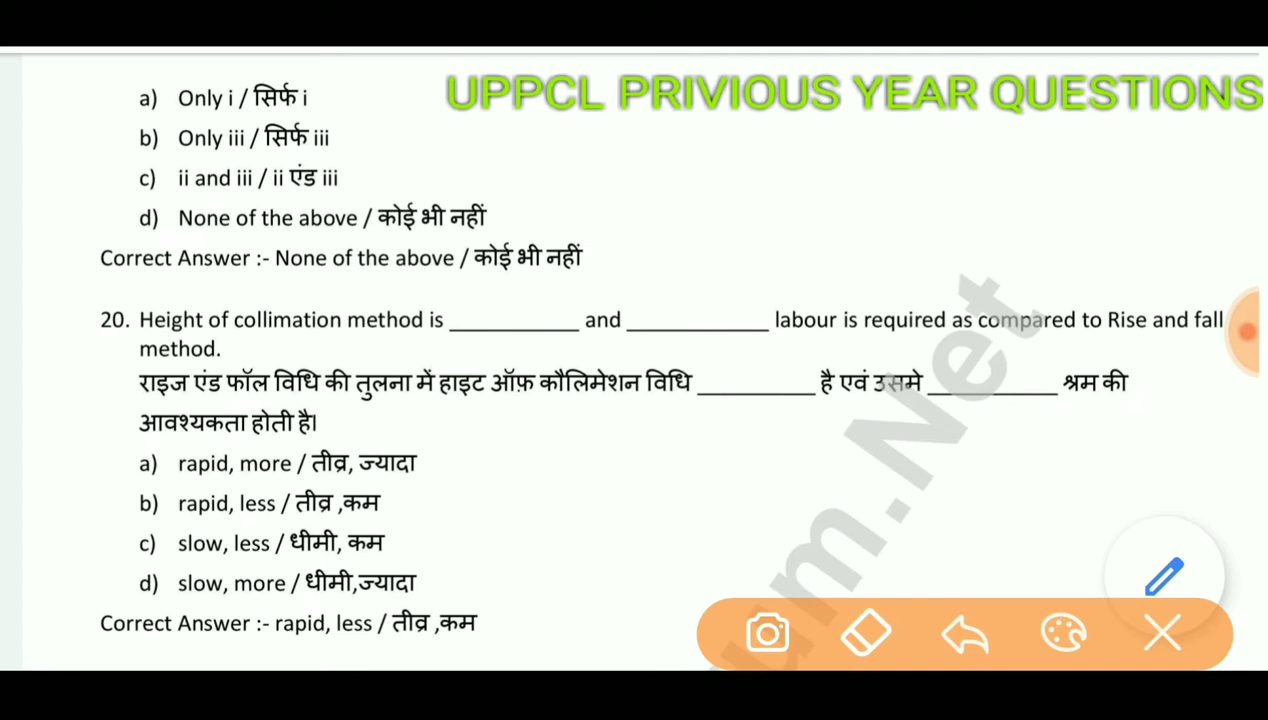 UPPCL PRIVIOUS YEAR QUESTIONS
a) Only i / सिर्फ i
b) Only iii / सिर्फ iii
c) ii and iii / ii एंड iii
d) None of the above / कोई भी नहीं
Correct Answer :- None of the above / कोई भी नहीं
20. Height of collimation method is ___________ and ____________ labour is required as compared to Rise and fall
method.
राइज एंड फॉल विधि की तुलना में हाइट ऑफ़ कौलिमेशन विधि __________ है एवं उसमे ___________ श्रम की
आवश्यकता होती है।
a) rapid, more / तीव्र, ज्यादा
b) rapid, less / तीव्र ,कम
c) slow, less / धीमी, कम
d) slow, more / धीमी,ज्यादा
Correct Answer :- rapid, less / तीव्र ,कम
um.Net